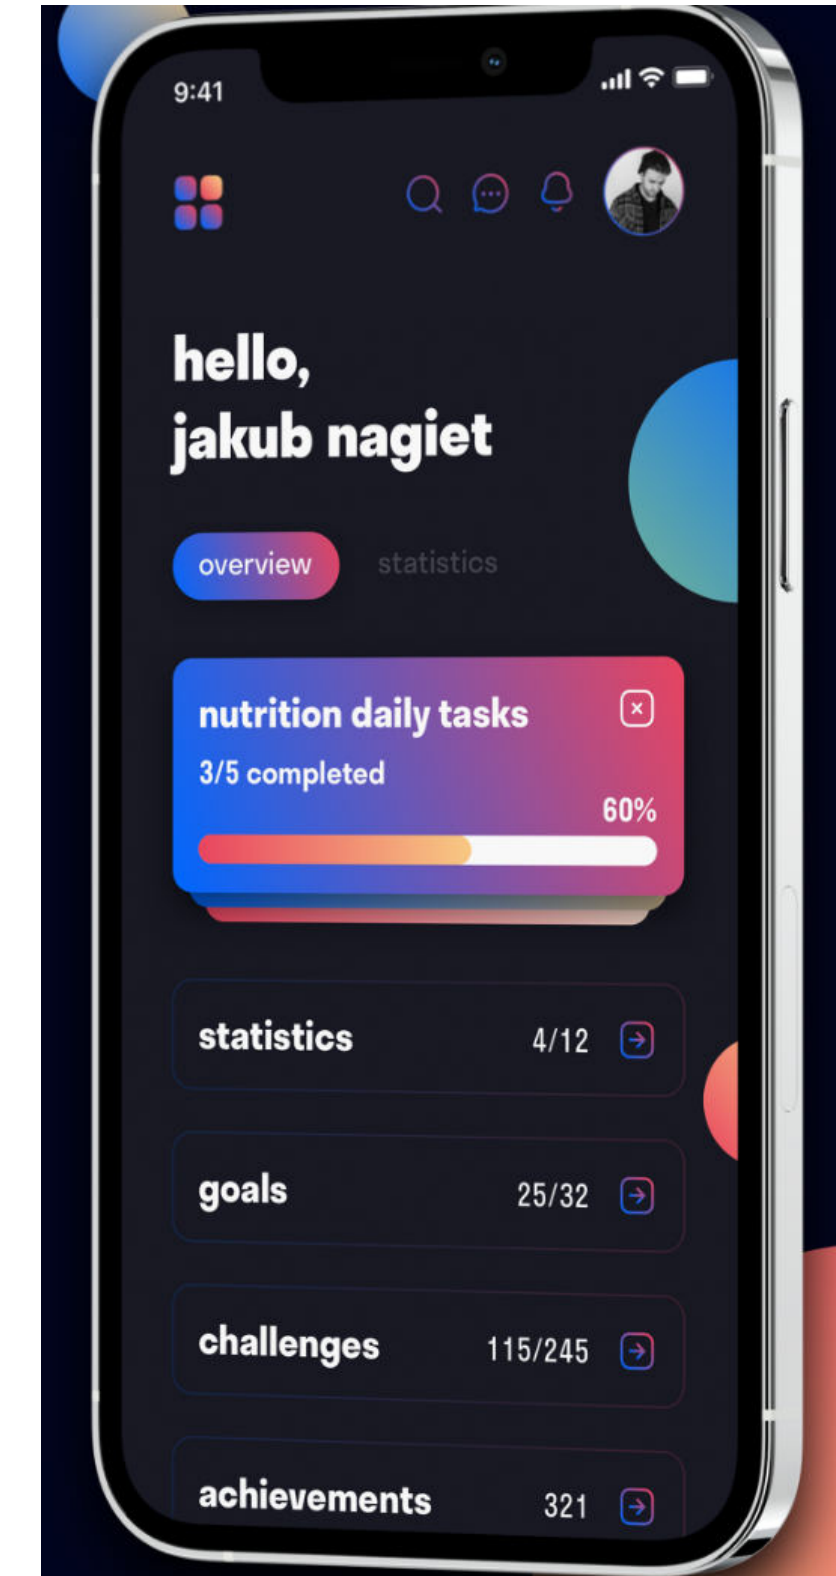 9:41
hello,
jakub nagiet
overview statistics
nutrition daily tasks
3/5 completed
60%
statistics 4/12
goals 25/32
challenges 115/245
achievements 321